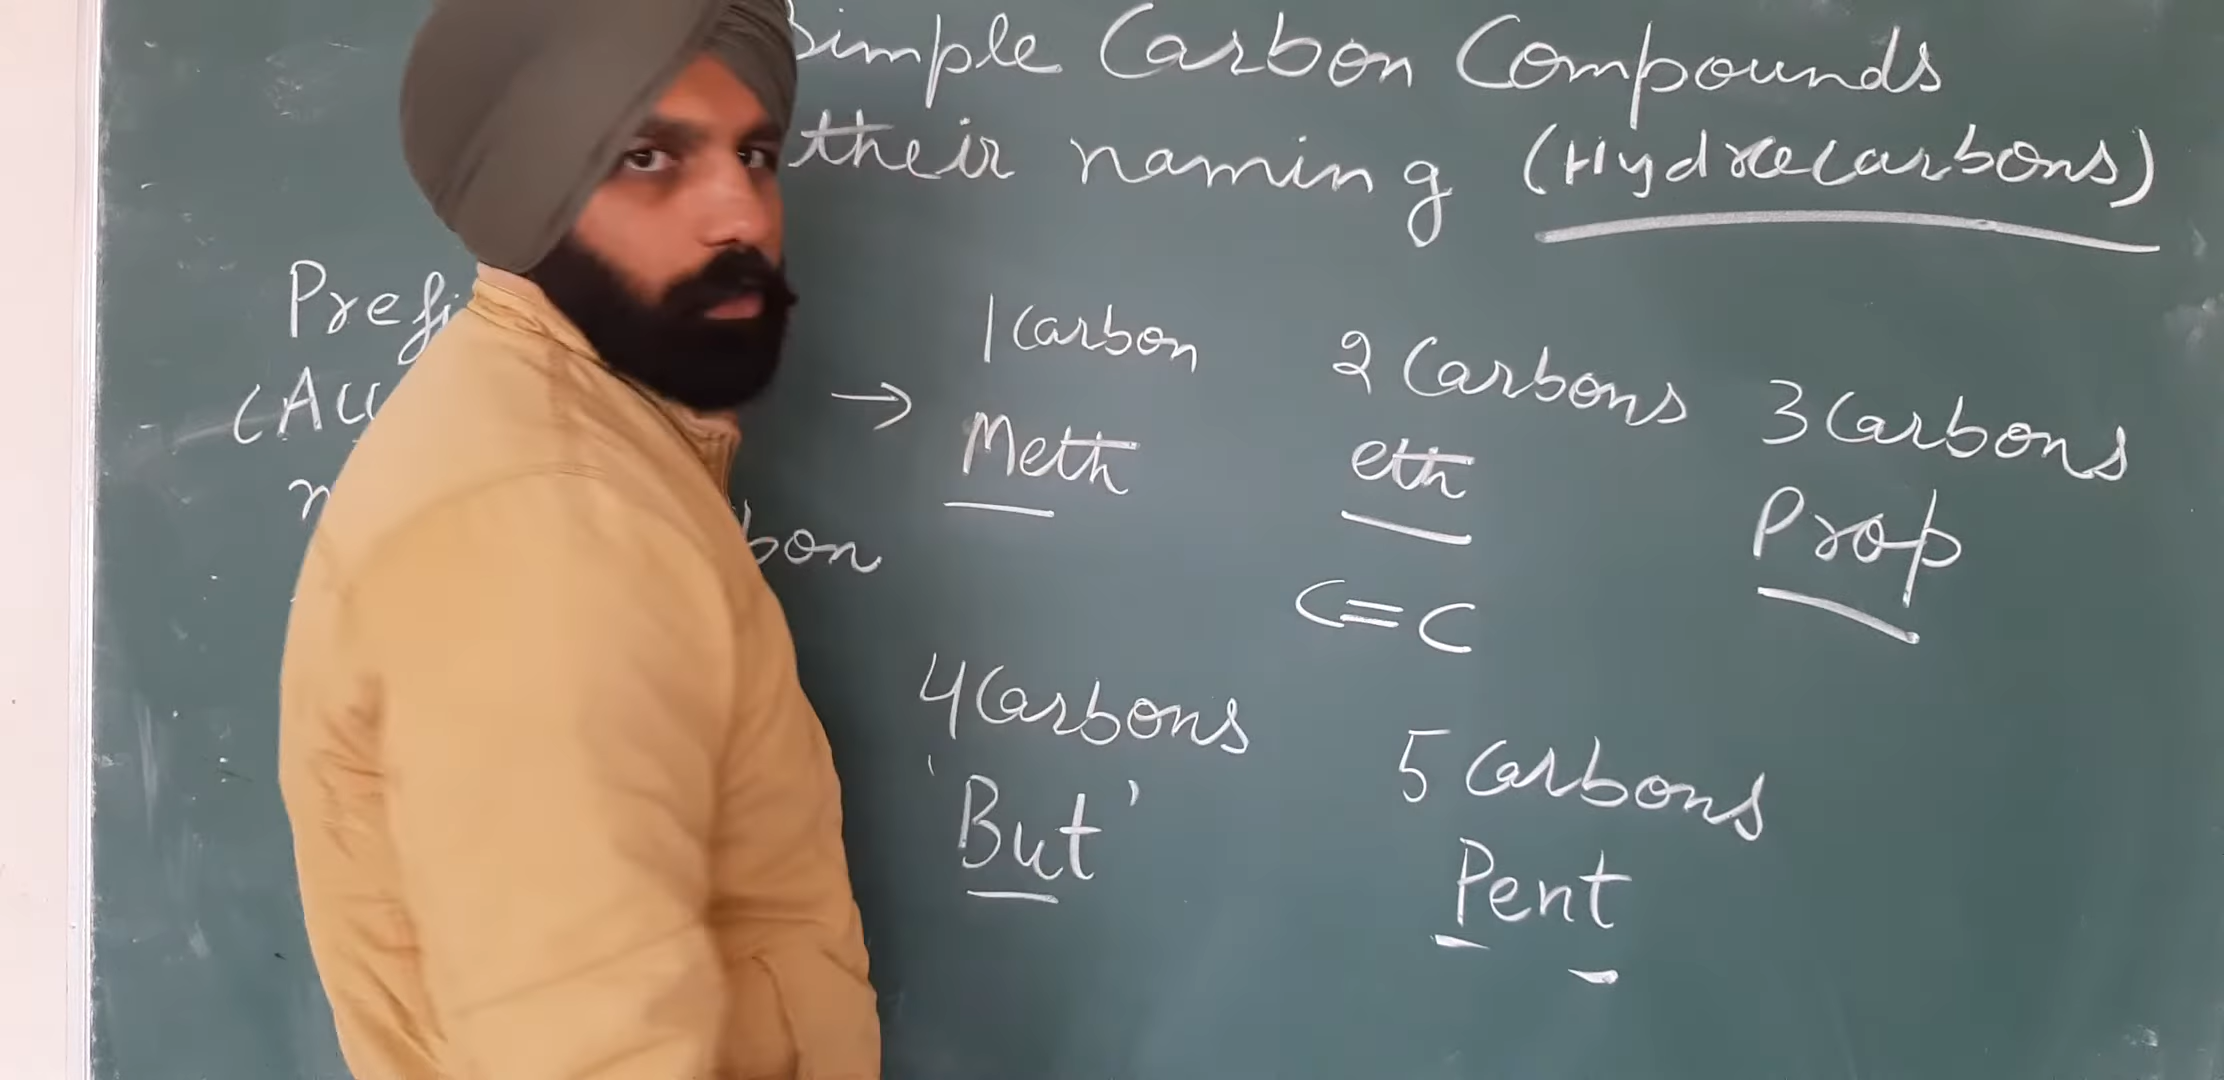 Simple Carbon Compounds
their naming (Hydrocarbons)
1 Carbon 2 Carbons 3 Carbons
→ Meth eth Prop
C=C
4 Carbons 5 Carbons
'But' Pent